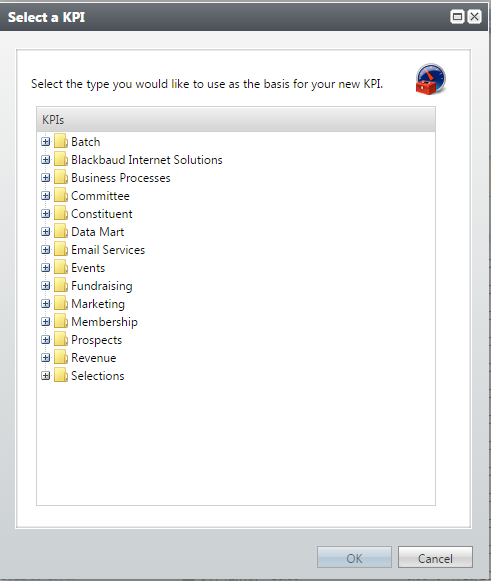 Select a KPI
Select the type you would like to use as the basis for your new KPI.
KPIs
Batch
Blackbaud Internet Solutions
Business Processes
Committee
Constituent
Data Mart
Email Services
Events
Fundraising
Marketing
Membership
Prospects
Revenue
Selections
OK
Cancel